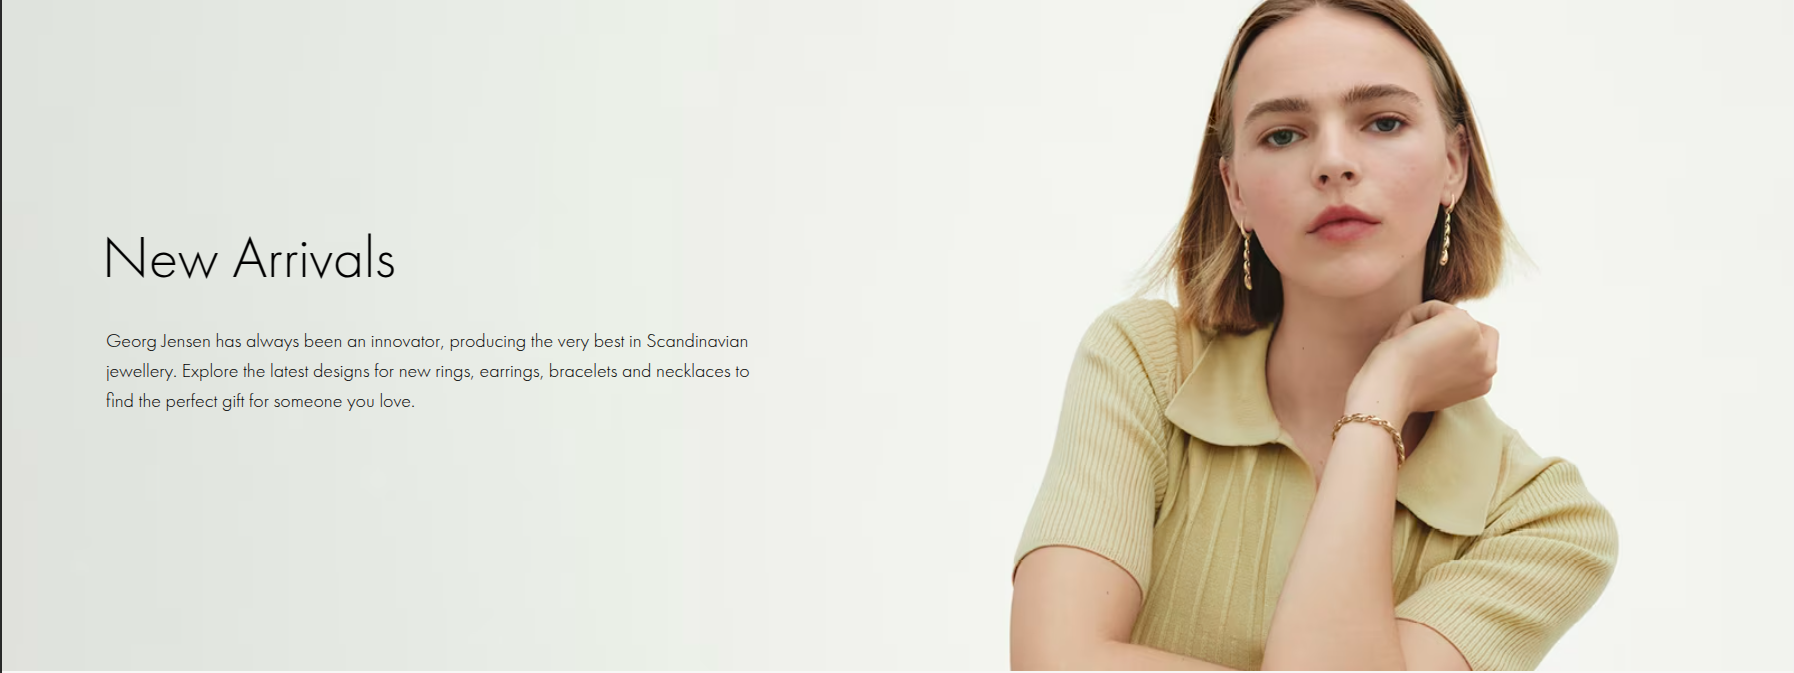 New Arrivals
Georg Jensen has always been an innovator, producing the very best in Scandinavian
jewellery. Explore the latest designs for new rings, earrings, bracelets and necklaces to
find the perfect gift for someone you love.